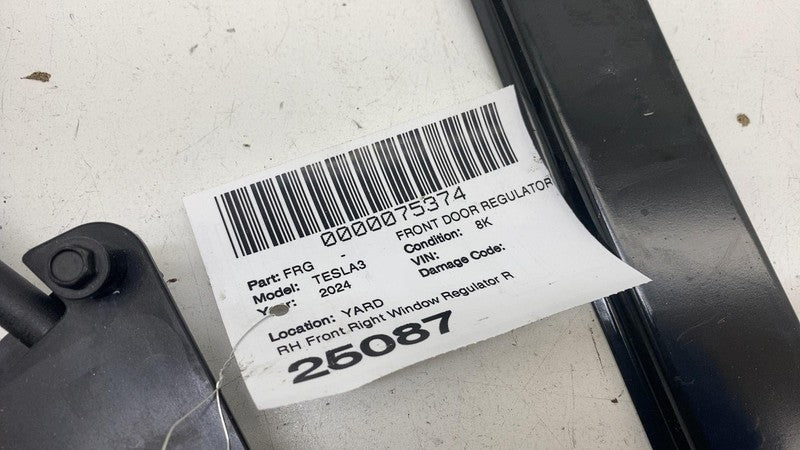 0000075374
Part: FRG - FRONT DOOR REGULATOR
Model: TESLA3 Condition: 8K
Year: 2024 VIN:
Damage Code:
Location: YARD
RH Front Right Window Regulator R
25087